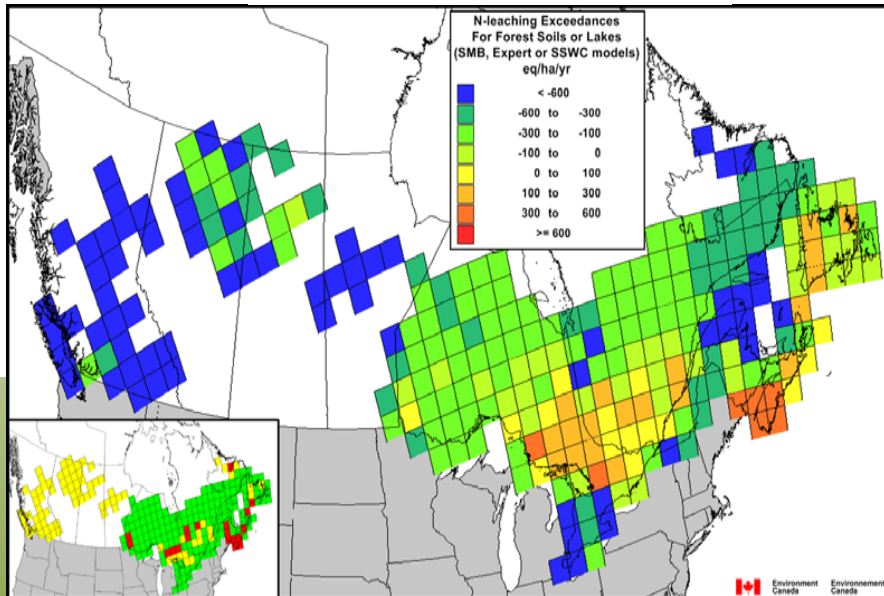 N-leaching Exceedances
For Forest Soils or Lakes
(SMB, Expert or SSWC models)
eq/ha/yr
< -600
-600 to -300
-300 to -100
-100 to 0
0 to 100
100 to 300
300 to 600
>= 600
Environment Canada
Environnement Canada